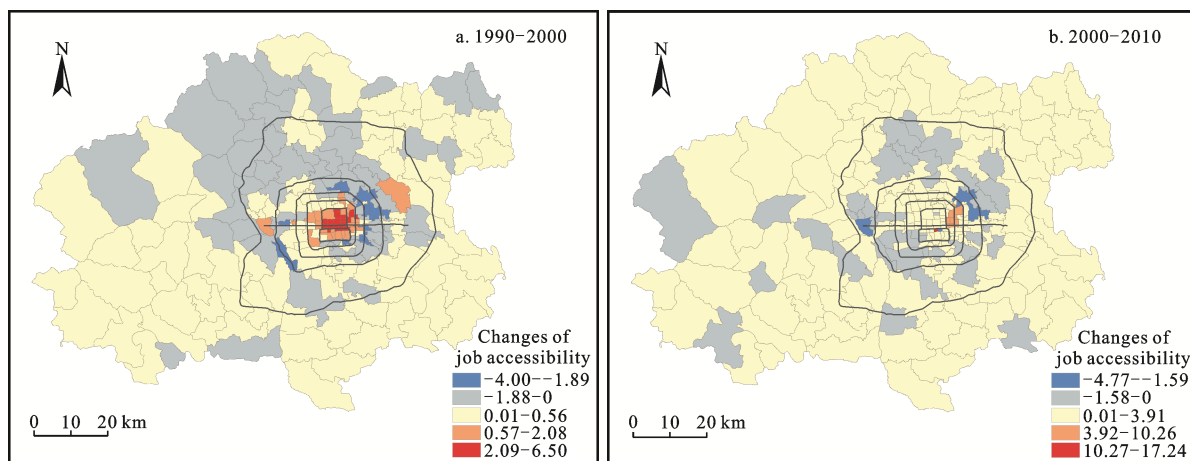 a. 1990-2000
N
Changes of
job accessibility
-4.00--1.89
-1.88-0
0.01-0.56
0.57-2.08
2.09-6.50
0 10 20 km
b. 2000-2010
N
Changes of
job accessibility
-4.77--1.59
-1.58-0
0.01-3.91
3.92-10.26
10.27-17.24
0 10 20 km